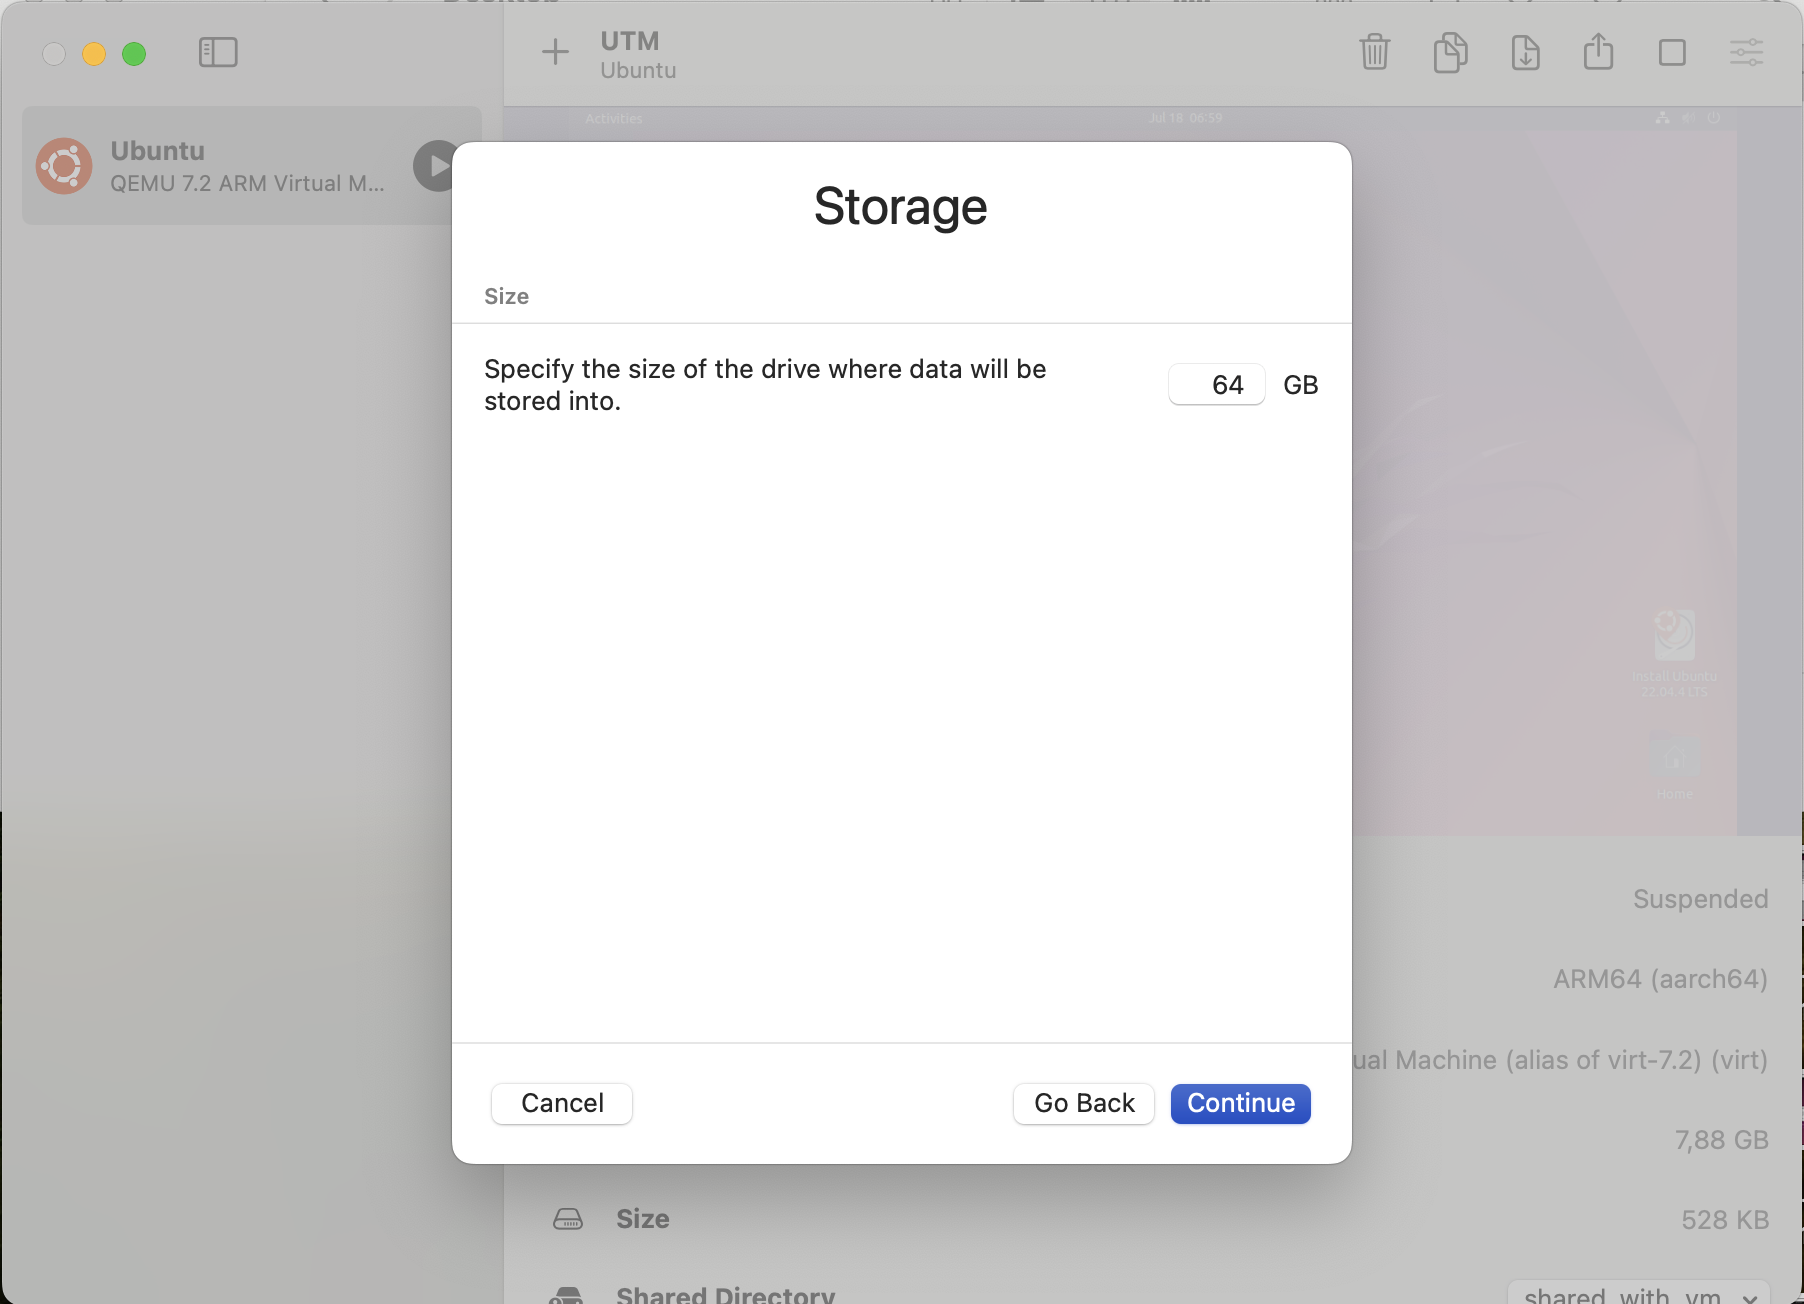 UTM
Ubuntu
Ubuntu
QEMU 7.2 ARM Virtual M...
Activities
Jul 18 06:59
Storage
Size
Specify the size of the drive where data will be
stored into.
64 GB
Install Ubuntu
22.04.4 LTS
Home
Suspended
ARM64 (aarch64)
ual Machine (alias of virt-7.2) (virt)
Cancel
Go Back
Continue
7,88 GB
Size
528 KB
Shared Directory
shared_with_vm